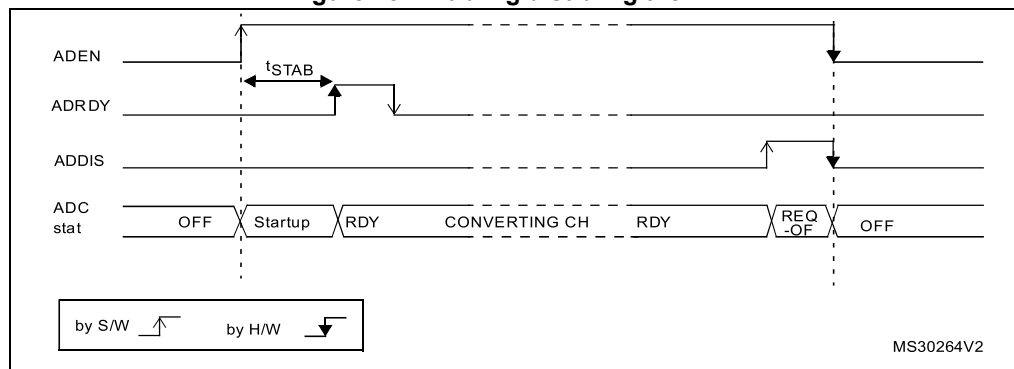 ADEN
tSTAB
ADRDY
ADDIS
ADC
stat
OFF Startup RDY CONVERTING CH RDY REQ
-OF OFF
by S/W by H/W
MS30264V2